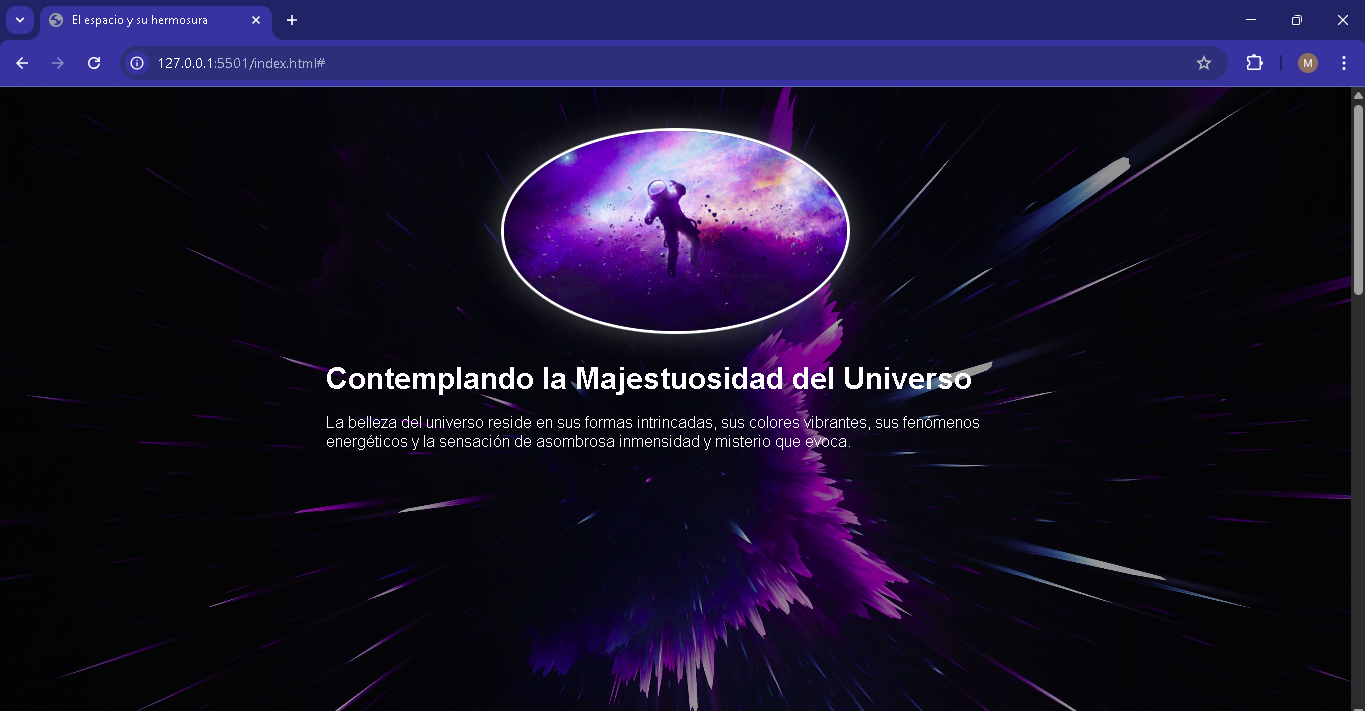 El espacio y su hermosura
127.0.0.1:5501/index.html#
M
Contemplando la Majestuosidad del Universo
La belleza del universo reside en sus formas intrincadas, sus colores vibrantes, sus fenómenos
energéticos y la sensación de asombrosa inmensidad y misterio que evoca.